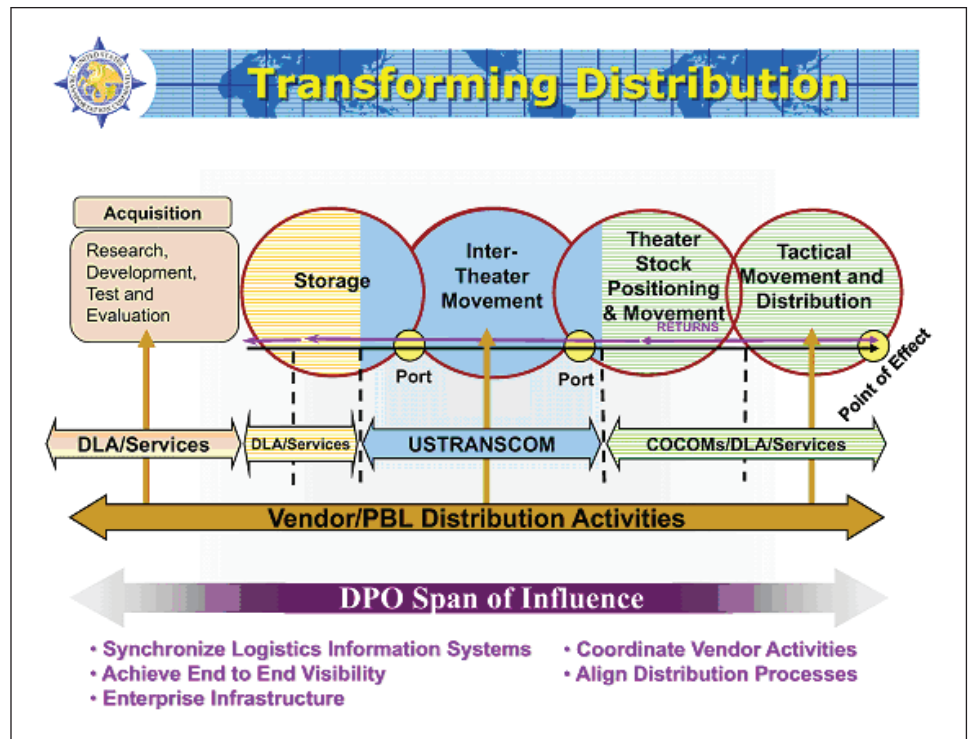 Transforming Distribution
Acquisition
Research,
Development,
Test and
Evaluation
Storage
Inter-
Theater
Movement
Theater
Stock
Positioning
& Movement
Tactical
Movement and
Distribution
RETURNS
Port
Port
Point of Effect
DLA/Services
DLA/Services
USTRANSCOM
COCOMs/DLA/Services
Vendor/PBL Distribution Activities
DPO Span of Influence
• Synchronize Logistics Information Systems
• Achieve End to End Visibility
• Enterprise Infrastructure
• Coordinate Vendor Activities
• Align Distribution Processes